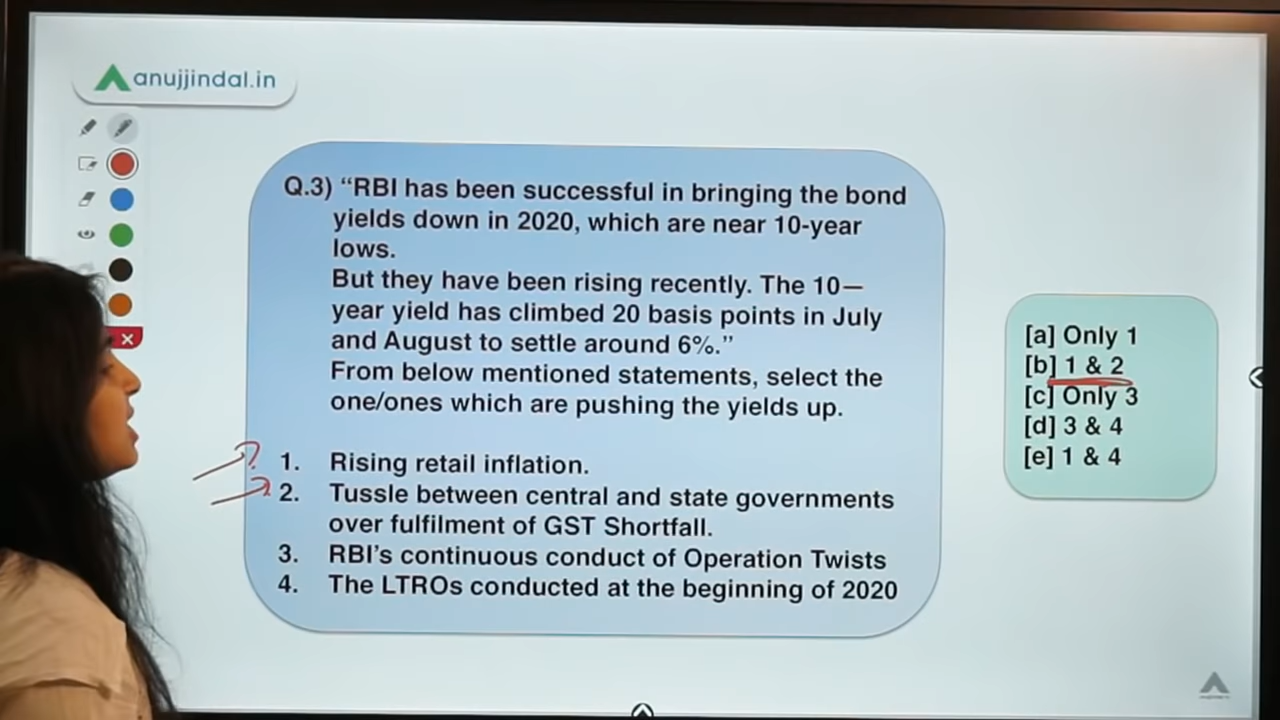 anujjindal.in
Q.3) “RBI has been successful in bringing the bond
yields down in 2020, which are near 10-year
lows.
But they have been rising recently. The 10—
year yield has climbed 20 basis points in July
and August to settle around 6%.”
From below mentioned statements, select the
one/ones which are pushing the yields up.
1. Rising retail inflation.
2. Tussle between central and state governments
over fulfilment of GST Shortfall.
3. RBI’s continuous conduct of Operation Twists
4. The LTROs conducted at the beginning of 2020
[a] Only 1
[b] 1 & 2
[c] Only 3
[d] 3 & 4
[e] 1 & 4